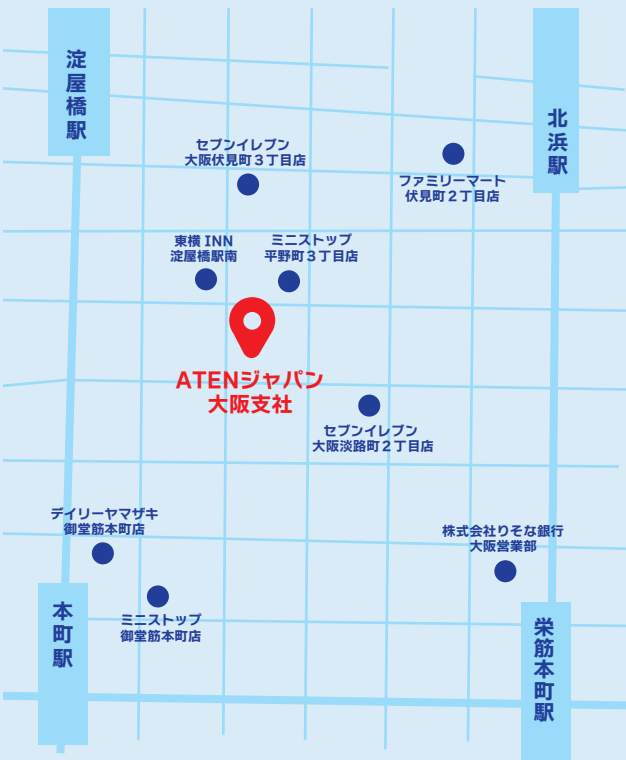 淀屋橋駅
北浜駅
セブンイレブン
大阪伏見町３丁目店
ファミリーマート
伏見町２丁目店
東横 INN
淀屋橋駅南
ミニストップ
平野町３丁目店
ATENジャパン
大阪支社
セブンイレブン
大阪淡路町２丁目店
デイリーヤマザキ
御堂筋本町店
株式会社りそな銀行
大阪営業部
ミニストップ
御堂筋本町店
本町駅
栄筋本町駅